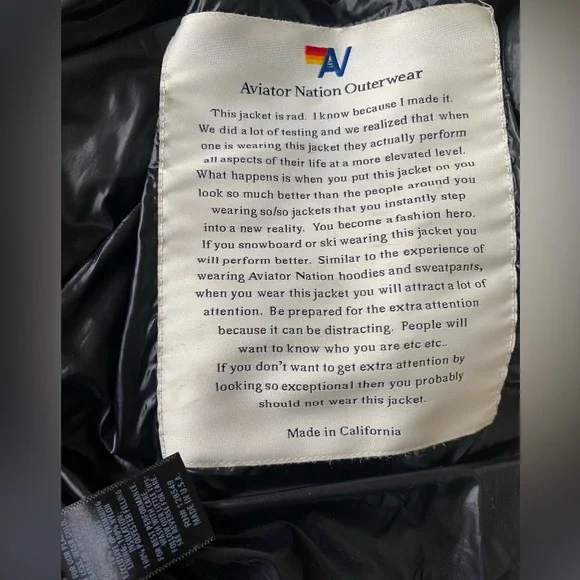 AN
Aviator Nation Outerwear
This jacket is rad. I know because I made it.
We did a lot of testing and we realized that when
one is wearing this jacket they actually perform
all aspects of their life at a more elevated level.
What happens is when you put this jacket on you
look so much better than the people around you
wearing so/so jackets that you instantly step
into a new reality. You become a fashion hero.
If you snowboard or ski wearing this jacket you
will perform better. Similar to the experience of
wearing Aviator Nation hoodies and sweatpants,
when you wear this jacket you will attract a lot of
attention. Be prepared for the extra attention
because it can be distracting. People will
want to know who you are etc etc..
If you don't want to get extra attention by
looking so exceptional then you probably
should not wear this jacket.
Made in California
MADE IN U.S.A.